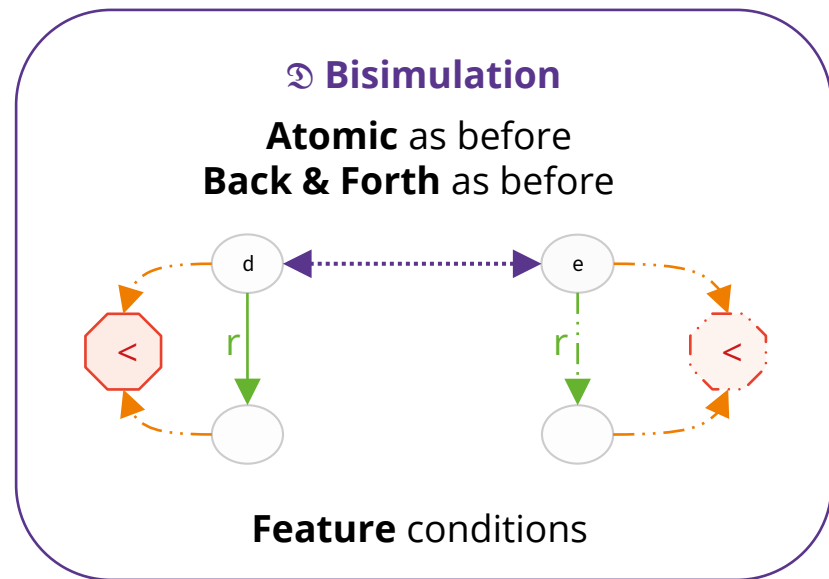 𝔇 Bisimulation
Atomic as before
Back & Forth as before
d e
< r r <
Feature conditions